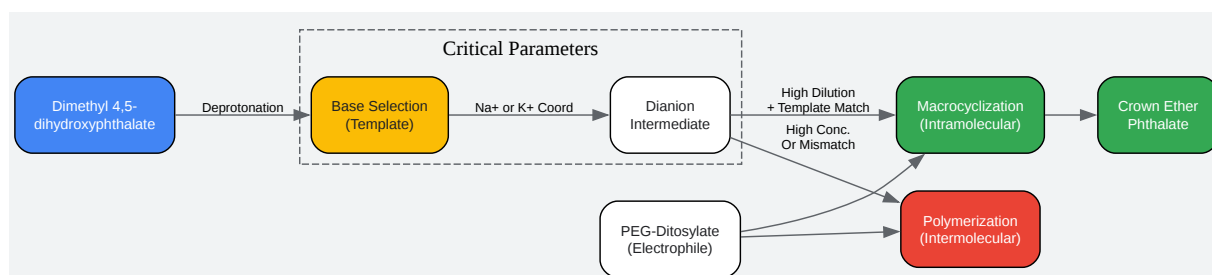 Critical Parameters
Dimethyl 4,5-
dihydroxyphthalate
Deprotonation
Base Selection
(Template)
Na+ or K+ Coord
Dianion
Intermediate
High Dilution
+ Template Match
High Conc.
Or Mismatch
Macrocyclization
(Intramolecular)
Crown Ether
Phthalate
PEG-Ditosylate
(Electrophile)
Polymerization
(Intermolecular)